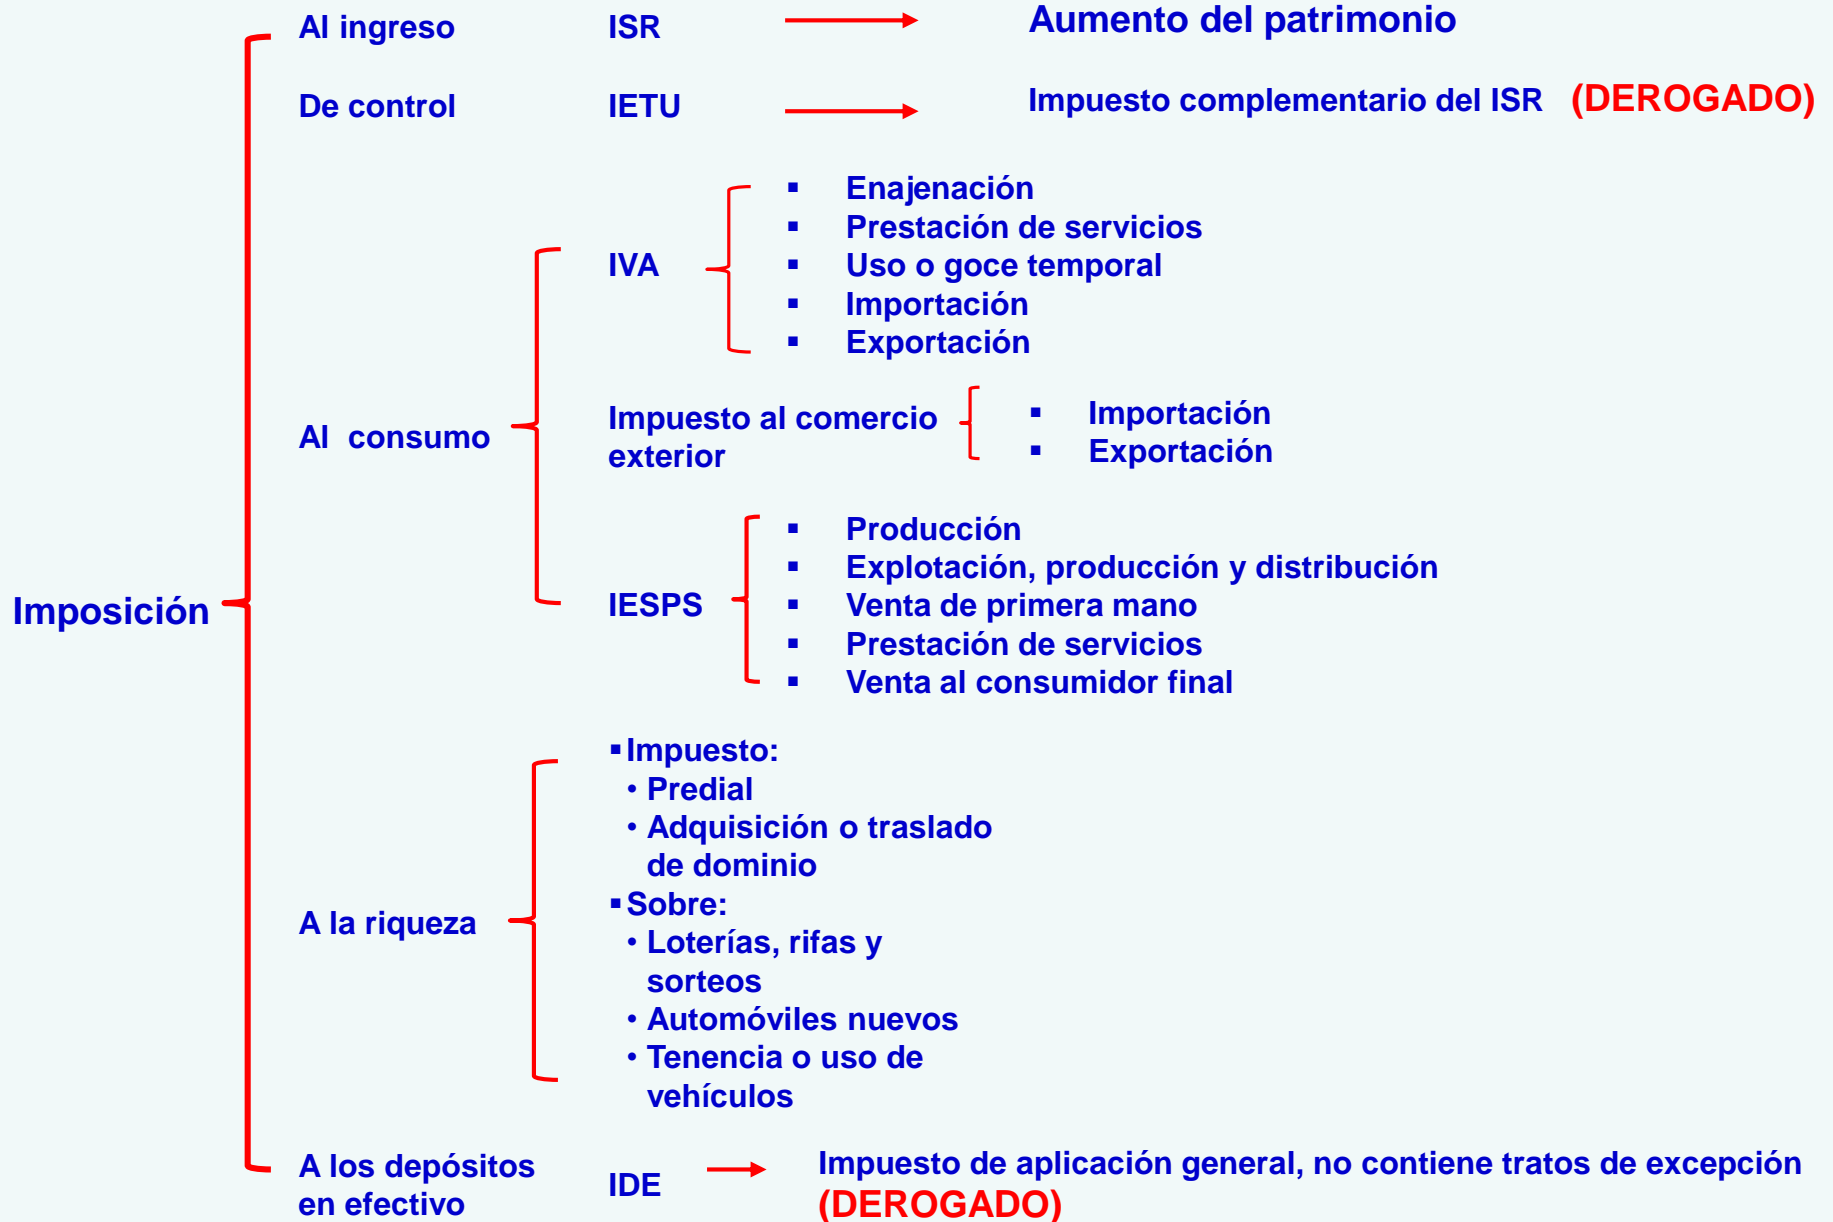 Al ingreso ISR Aumento del patrimonio
De control IETU Impuesto complementario del ISR (DEROGADO)
▪ Enajenación
▪ Prestación de servicios
IVA ▪ Uso o goce temporal
▪ Importación
▪ Exportación
Al consumo
Impuesto al comercio
exterior
▪ Importación
▪ Exportación
▪ Producción
▪ Explotación, producción y distribución
Imposición
IESPS ▪ Venta de primera mano
▪ Prestación de servicios
▪ Venta al consumidor final
▪ Impuesto:
• Predial
• Adquisición o traslado
de dominio
A la riqueza
▪ Sobre:
• Loterías, rifas y
sorteos
• Automóviles nuevos
• Tenencia o uso de
vehículos
A los depósitos
en efectivo
IDE
Impuesto de aplicación general, no contiene tratos de excepción
(DEROGADO)